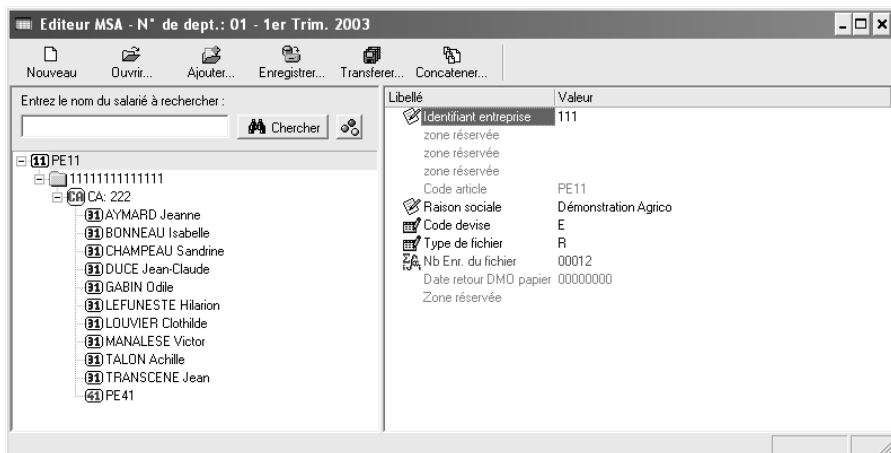 Editeur MSA - N° de dept.: 01 - 1er Trim. 2003
Nouveau Ouvrir... Ajouter... Enregistrer... Transferer... Concatener...
Entrez le nom du salarié à rechercher :
Chercher
11 PE11
11111111111111
CA CA: 222
31 AYMARD Jeanne
31 BONNEAU Isabelle
31 CHAMPEAU Sandrine
31 DUCE Jean-Claude
31 GABIN Odile
31 LEFUNESTE Hilarion
31 LOUVIER Clothilde
31 MANALESE Victor
31 TALON Achille
31 TRANSCENE Jean
41 PE41
Libellé Valeur
Identifiant entreprise 111
zone réservée
zone réservée
zone réservée
Code article PE11
Raison sociale Démonstration Agrico
Code devise E
Type de fichier R
Nb Enr. du fichier 00012
Date retour DMO papier 00000000
Zone réservée